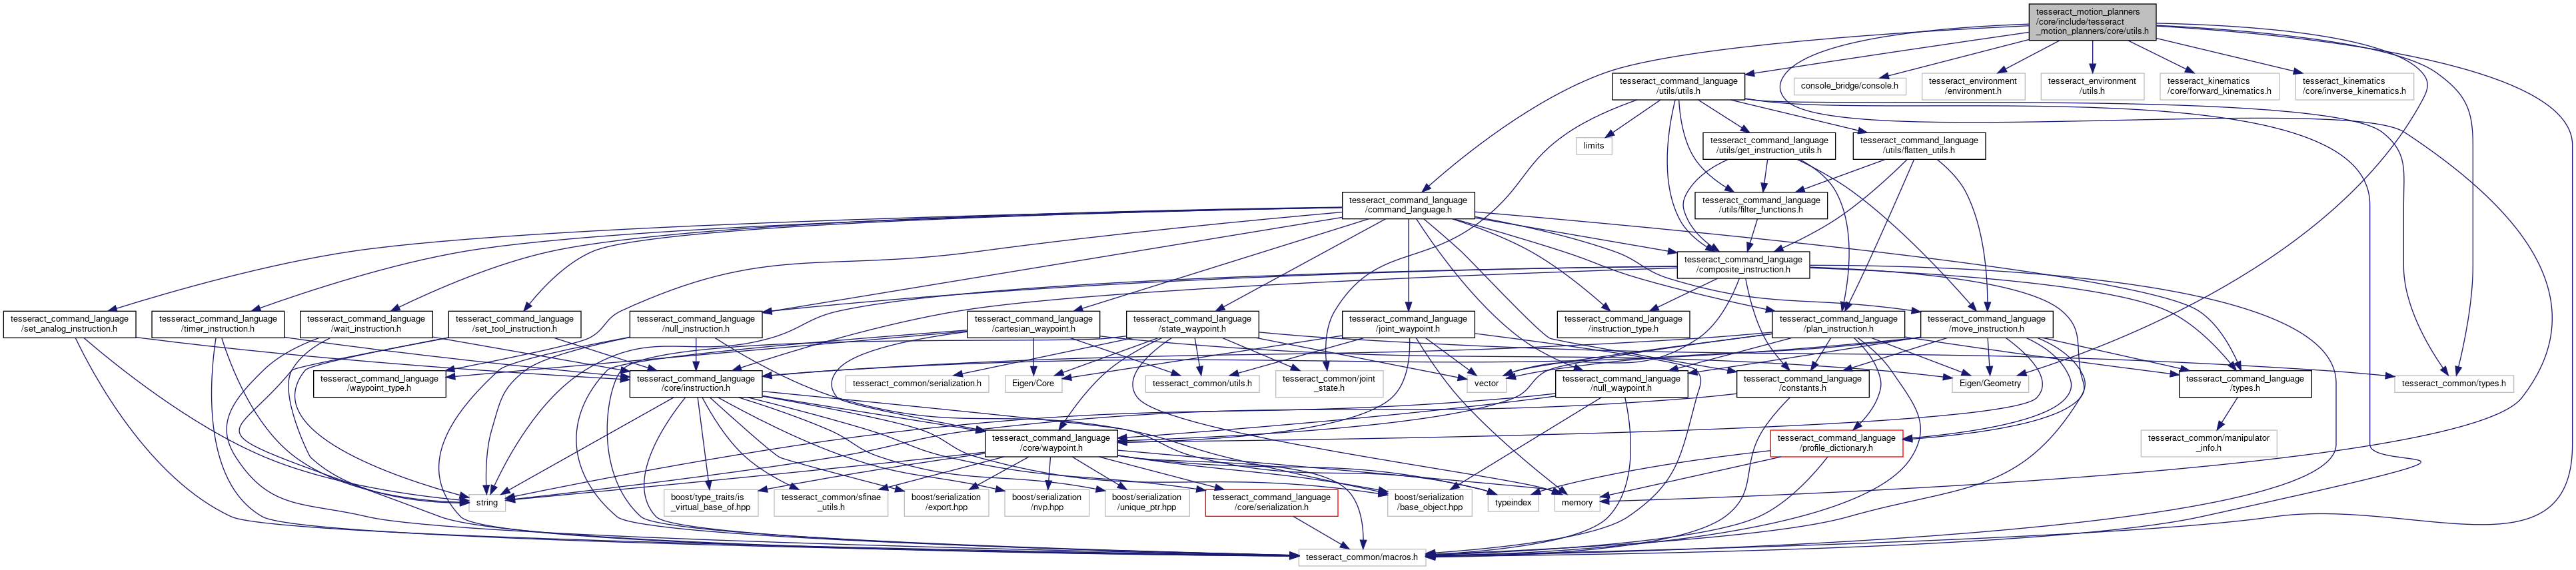 tesseract_motion_planners
/core/include/tesseract
_motion_planners/core/utils.h
tesseract_command_language
/utils/utils.h
console_bridge/console.h
tesseract_environment
/environment.h
tesseract_environment
/utils.h
tesseract_kinematics
/core/forward_kinematics.h
tesseract_kinematics
/core/inverse_kinematics.h
limits
tesseract_command_language
/utils/get_instruction_utils.h
tesseract_command_language
/utils/flatten_utils.h
tesseract_command_language
/command_language.h
tesseract_command_language
/utils/filter_functions.h
tesseract_command_language
/composite_instruction.h
tesseract_command_language
/set_analog_instruction.h
tesseract_command_language
/timer_instruction.h
tesseract_command_language
/wait_instruction.h
tesseract_command_language
/set_tool_instruction.h
tesseract_command_language
/null_instruction.h
tesseract_command_language
/cartesian_waypoint.h
tesseract_command_language
/state_waypoint.h
tesseract_command_language
/joint_waypoint.h
tesseract_command_language
/instruction_type.h
tesseract_command_language
/plan_instruction.h
tesseract_command_language
/move_instruction.h
tesseract_command_language
/waypoint_type.h
tesseract_command_language
/core/instruction.h
tesseract_common/serialization.h
Eigen/Core
tesseract_common/utils.h
tesseract_common/joint
_state.h
vector
tesseract_command_language
/null_waypoint.h
tesseract_command_language
/constants.h
Eigen/Geometry
tesseract_command_language
/types.h
tesseract_common/types.h
tesseract_command_language
/core/waypoint.h
tesseract_command_language
/profile_dictionary.h
tesseract_common/manipulator
_info.h
string
boost/type_traits/is
_virtual_base_of.hpp
tesseract_common/sfinae
_utils.h
boost/serialization
/export.hpp
boost/serialization
/nvp.hpp
boost/serialization
/unique_ptr.hpp
tesseract_command_language
/core/serialization.h
boost/serialization
/base_object.hpp
typeindex
memory
tesseract_common/macros.h